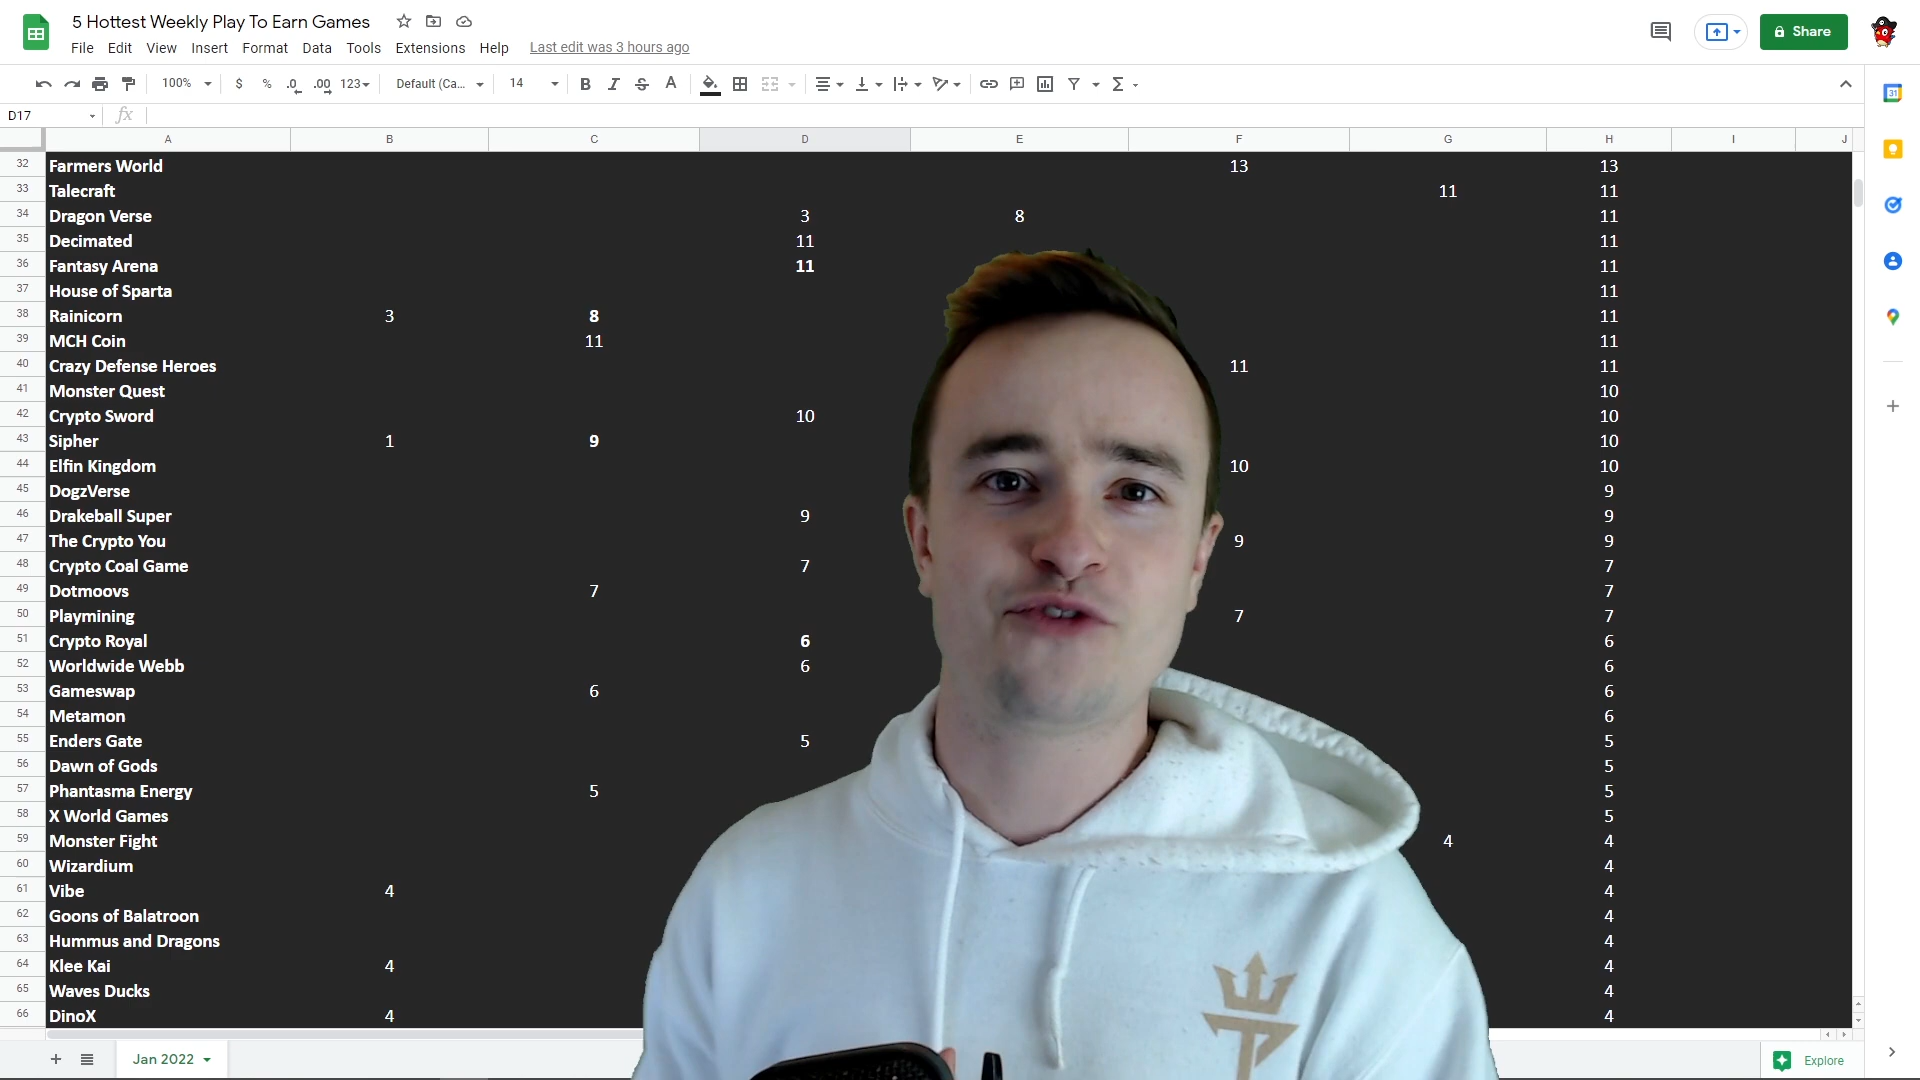 5 Hottest Weekly Play To Earn Games
File Edit View Insert Format Data Tools Extensions Help Last edit was 3 hours ago
Share
100% $ % .0 .00 123 Default (Ca... 14 B I S A
D17 fx
A B C D E F G H I J
32 Farmers World 13 13
33 Talecraft 11 11
34 Dragon Verse 3 8 11
35 Decimated 11 11
36 Fantasy Arena 11 11
37 House of Sparta 11
38 Rainicorn 3 8 11
39 MCH Coin 11 11
40 Crazy Defense Heroes 11 11
41 Monster Quest 10
42 Crypto Sword 10 10
43 Sipher 1 9 10
44 Elfin Kingdom 10 10
45 DogzVerse 9
46 Drakeball Super 9 9
47 The Crypto You 9 9
48 Crypto Coal Game 7 7
49 Dotmoovs 7 7
50 Playmining 7 7
51 Crypto Royal 6 6
52 Worldwide Webb 6 6
53 Gameswap 6 6
54 Metamon 6
55 Enders Gate 5 5
56 Dawn of Gods 5
57 Phantasma Energy 5 5
58 X World Games 5
59 Monster Fight 4 4
60 Wizardium 4
61 Vibe 4 4
62 Goons of Balatroon 4
63 Hummus and Dragons 4
64 Klee Kai 4 4
65 Waves Ducks 4
66 DinoX 4 4
Jan 2022
Explore
31